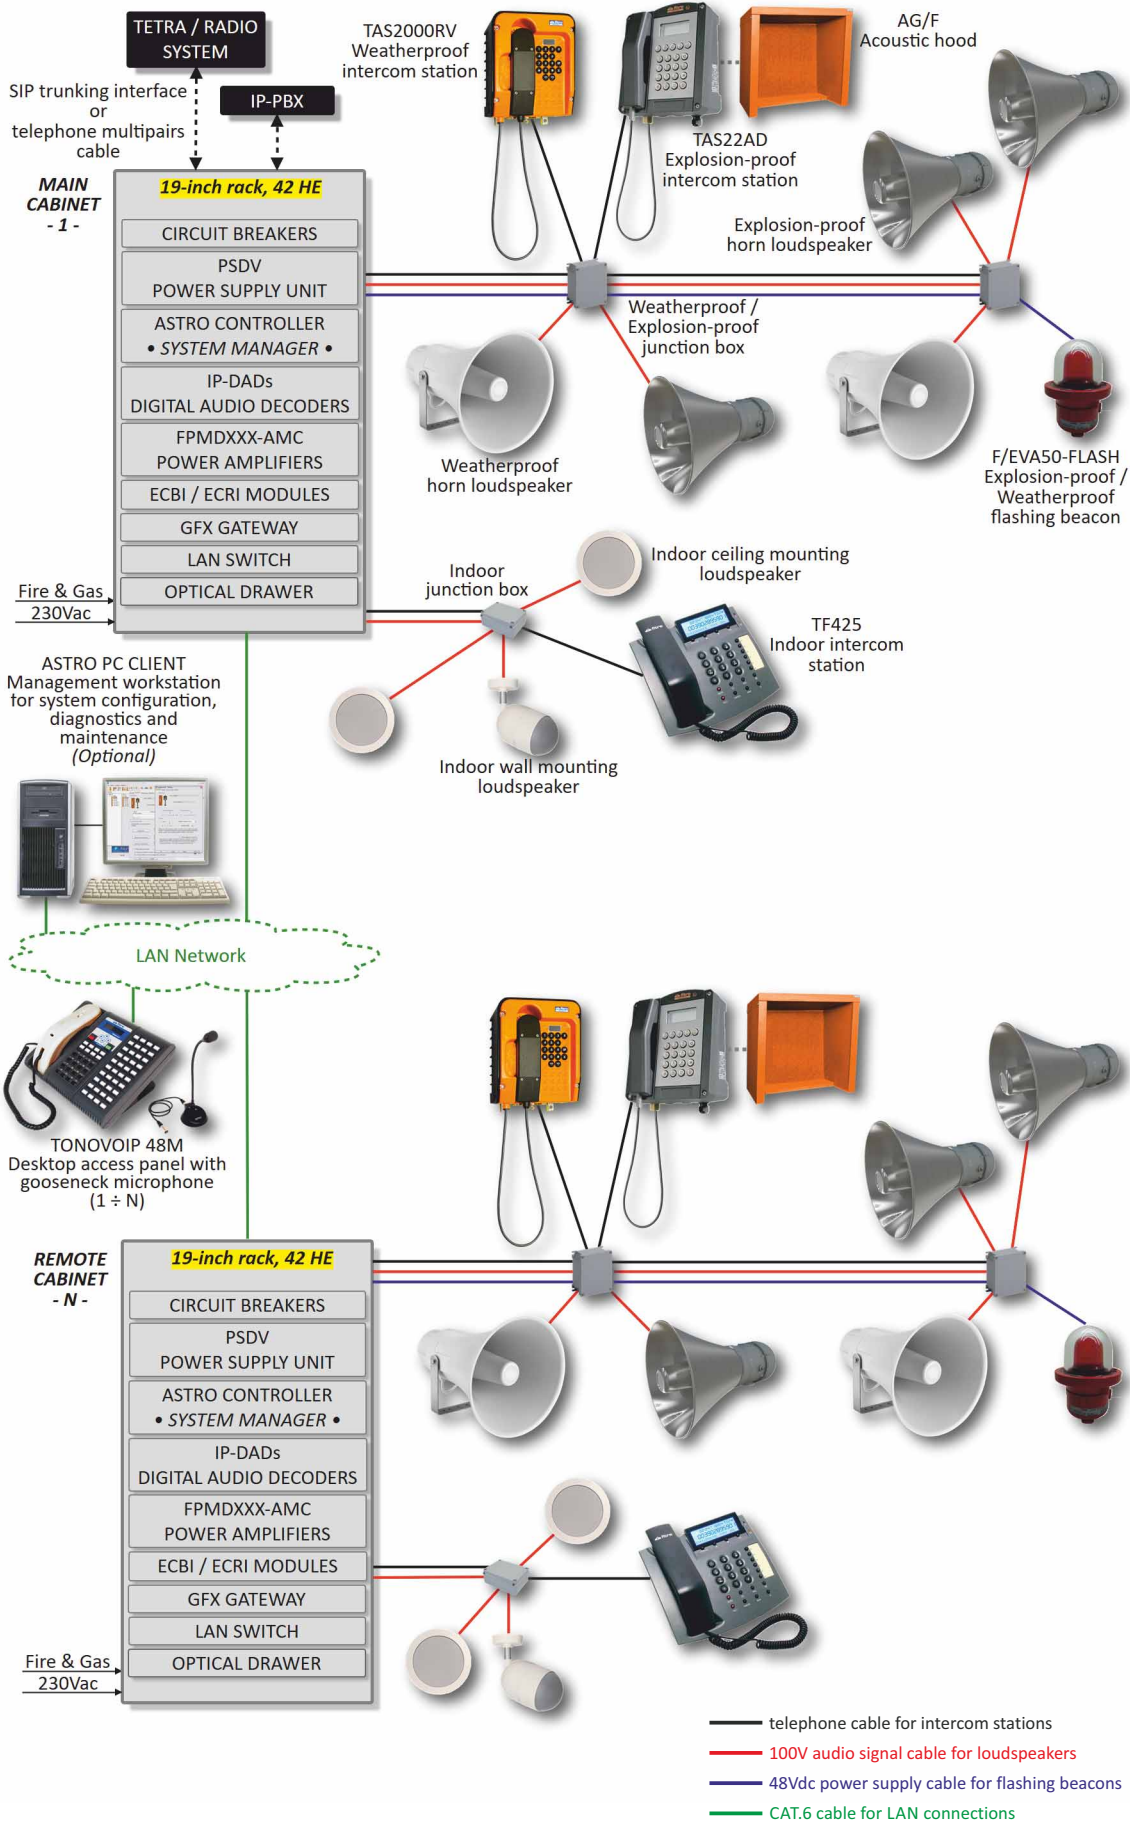 TETRA / RADIO
SYSTEM
IP-PBX
SIP trunking interface
or
telephone multipairs
cable
MAIN
CABINET
- 1 -
19-inch rack, 42 HE
CIRCUIT BREAKERS
PSDV
POWER SUPPLY UNIT
ASTRO CONTROLLER
• SYSTEM MANAGER •
IP-DADs
DIGITAL AUDIO DECODERS
FPMDXXX-AMC
POWER AMPLIFIERS
ECBI / ECRI MODULES
GFX GATEWAY
LAN SWITCH
OPTICAL DRAWER
Fire & Gas
230Vac
TAS2000RV
Weatherproof
intercom station
TAS22AD
Explosion-proof
intercom station
AG/F
Acoustic hood
Explosion-proof
horn loudspeaker
Weatherproof /
Explosion-proof
junction box
Weatherproof
horn loudspeaker
F/EVA50-FLASH
Explosion-proof /
Weatherproof
flashing beacon
Indoor
junction box
Indoor ceiling mounting
loudspeaker
TF425
Indoor intercom
station
Indoor wall mounting
loudspeaker
ASTRO PC CLIENT
Management workstation
for system configuration,
diagnostics and
maintenance
(Optional)
LAN Network
TONOVOIP 48M
Desktop access panel with
gooseneck microphone
(1 ÷ N)
REMOTE
CABINET
- N -
19-inch rack, 42 HE
CIRCUIT BREAKERS
PSDV
POWER SUPPLY UNIT
ASTRO CONTROLLER
• SYSTEM MANAGER •
IP-DADs
DIGITAL AUDIO DECODERS
FPMDXXX-AMC
POWER AMPLIFIERS
ECBI / ECRI MODULES
GFX GATEWAY
LAN SWITCH
OPTICAL DRAWER
Fire & Gas
230Vac
telephone cable for intercom stations
100V audio signal cable for loudspeakers
48Vdc power supply cable for flashing beacons
CAT.6 cable for LAN connections